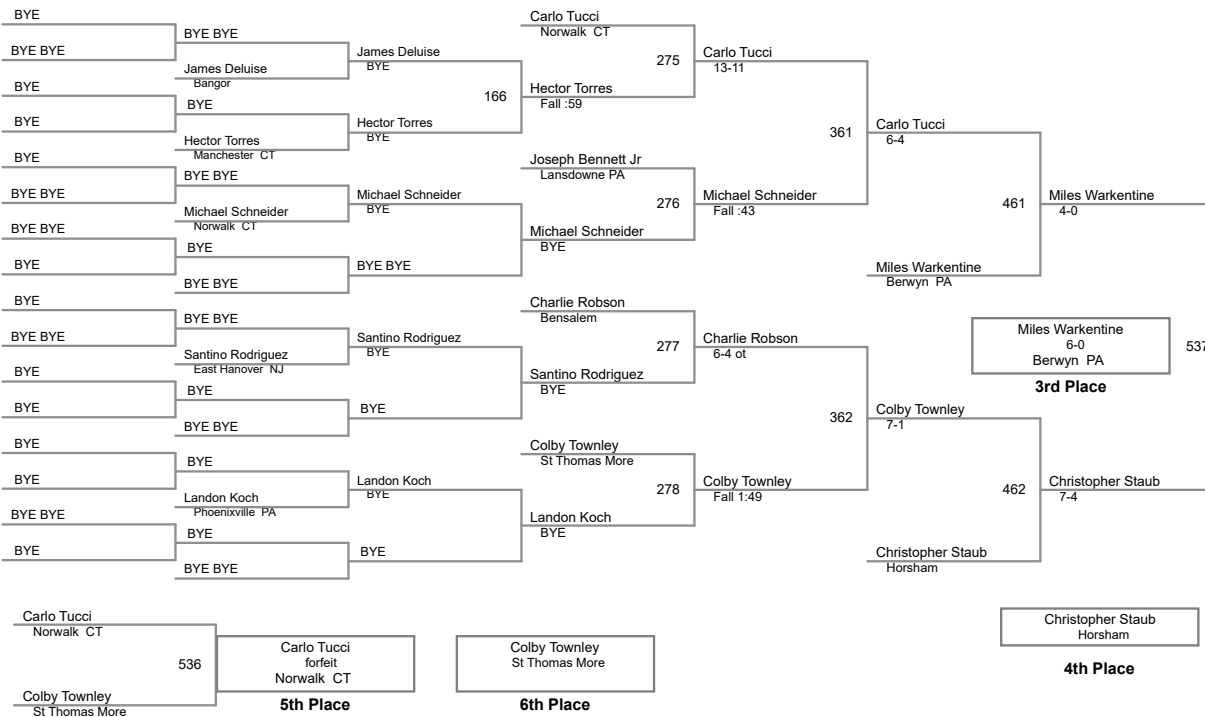 BYE
BYE BYE
BYE
BYE
BYE
BYE BYE
BYE BYE
BYE
BYE
BYE BYE
BYE
BYE
BYE
BYE
BYE BYE
BYE
BYE BYE
James Deluise
Bangor
BYE
Hector Torres
Manchester CT
BYE BYE
Michael Schneider
Norwalk CT
BYE
BYE BYE
BYE BYE
Santino Rodriguez
East Hanover NJ
BYE
BYE BYE
BYE
Landon Koch
Phoenixville PA
BYE
BYE BYE
James Deluise
BYE
Hector Torres
BYE
Michael Schneider
BYE
BYE BYE
Santino Rodriguez
BYE
BYE
Landon Koch
BYE
BYE
166
Carlo Tucci
Norwalk CT
Hector Torres
Fall :59
Joseph Bennett Jr
Lansdowne PA
Michael Schneider
BYE
Charlie Robson
Bensalem
Santino Rodriguez
BYE
Colby Townley
St Thomas More
Landon Koch
BYE
275
276
277
278
Carlo Tucci
13-11
Michael Schneider
Fall :43
Charlie Robson
6-4 ot
Colby Townley
Fall 1:49
361
362
Carlo Tucci
6-4
Miles Warkentine
Berwyn PA
Colby Townley
7-1
Christopher Staub
Horsham
461
462
Miles Warkentine
4-0
Christopher Staub
7-4
Miles Warkentine
6-0
Berwyn PA
537
3rd Place
Christopher Staub
Horsham
4th Place
Carlo Tucci
Norwalk CT
536
Colby Townley
St Thomas More
Carlo Tucci
forfeit
Norwalk CT
5th Place
Colby Townley
St Thomas More
6th Place